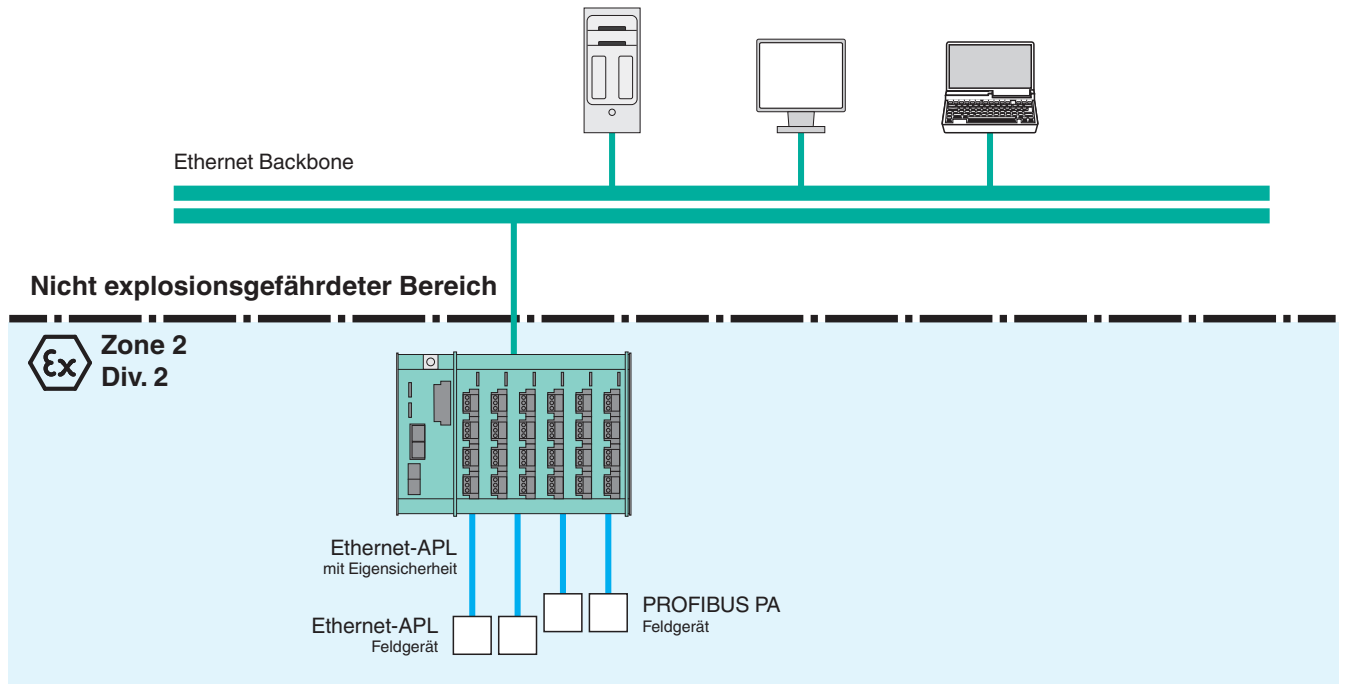 Ethernet Backbone
Nicht explosionsgefährdeter Bereich
Ex
Zone 2
Div. 2
Ethernet-APL
mit Eigensicherheit
Ethernet-APL
Feldgerät
PROFIBUS PA
Feldgerät